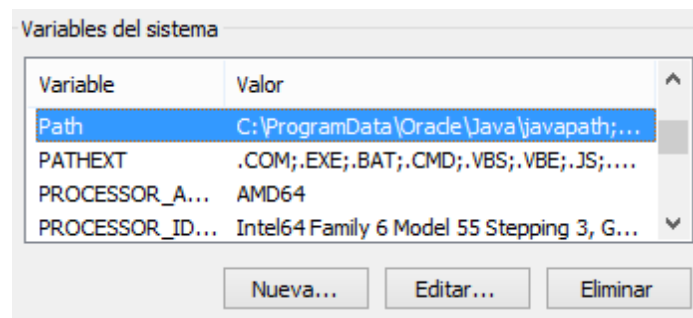 Variables del sistema
Variable Valor
Path C:\ProgramData\Oracle\Java\javapath;...
PATHEXT .COM;.EXE;.BAT;.CMD;.VBS;.VBE;.JS;....
PROCESSOR_A... AMD64
PROCESSOR_ID... Intel64 Family 6 Model 55 Stepping 3, G...
Nueva... Editar... Eliminar